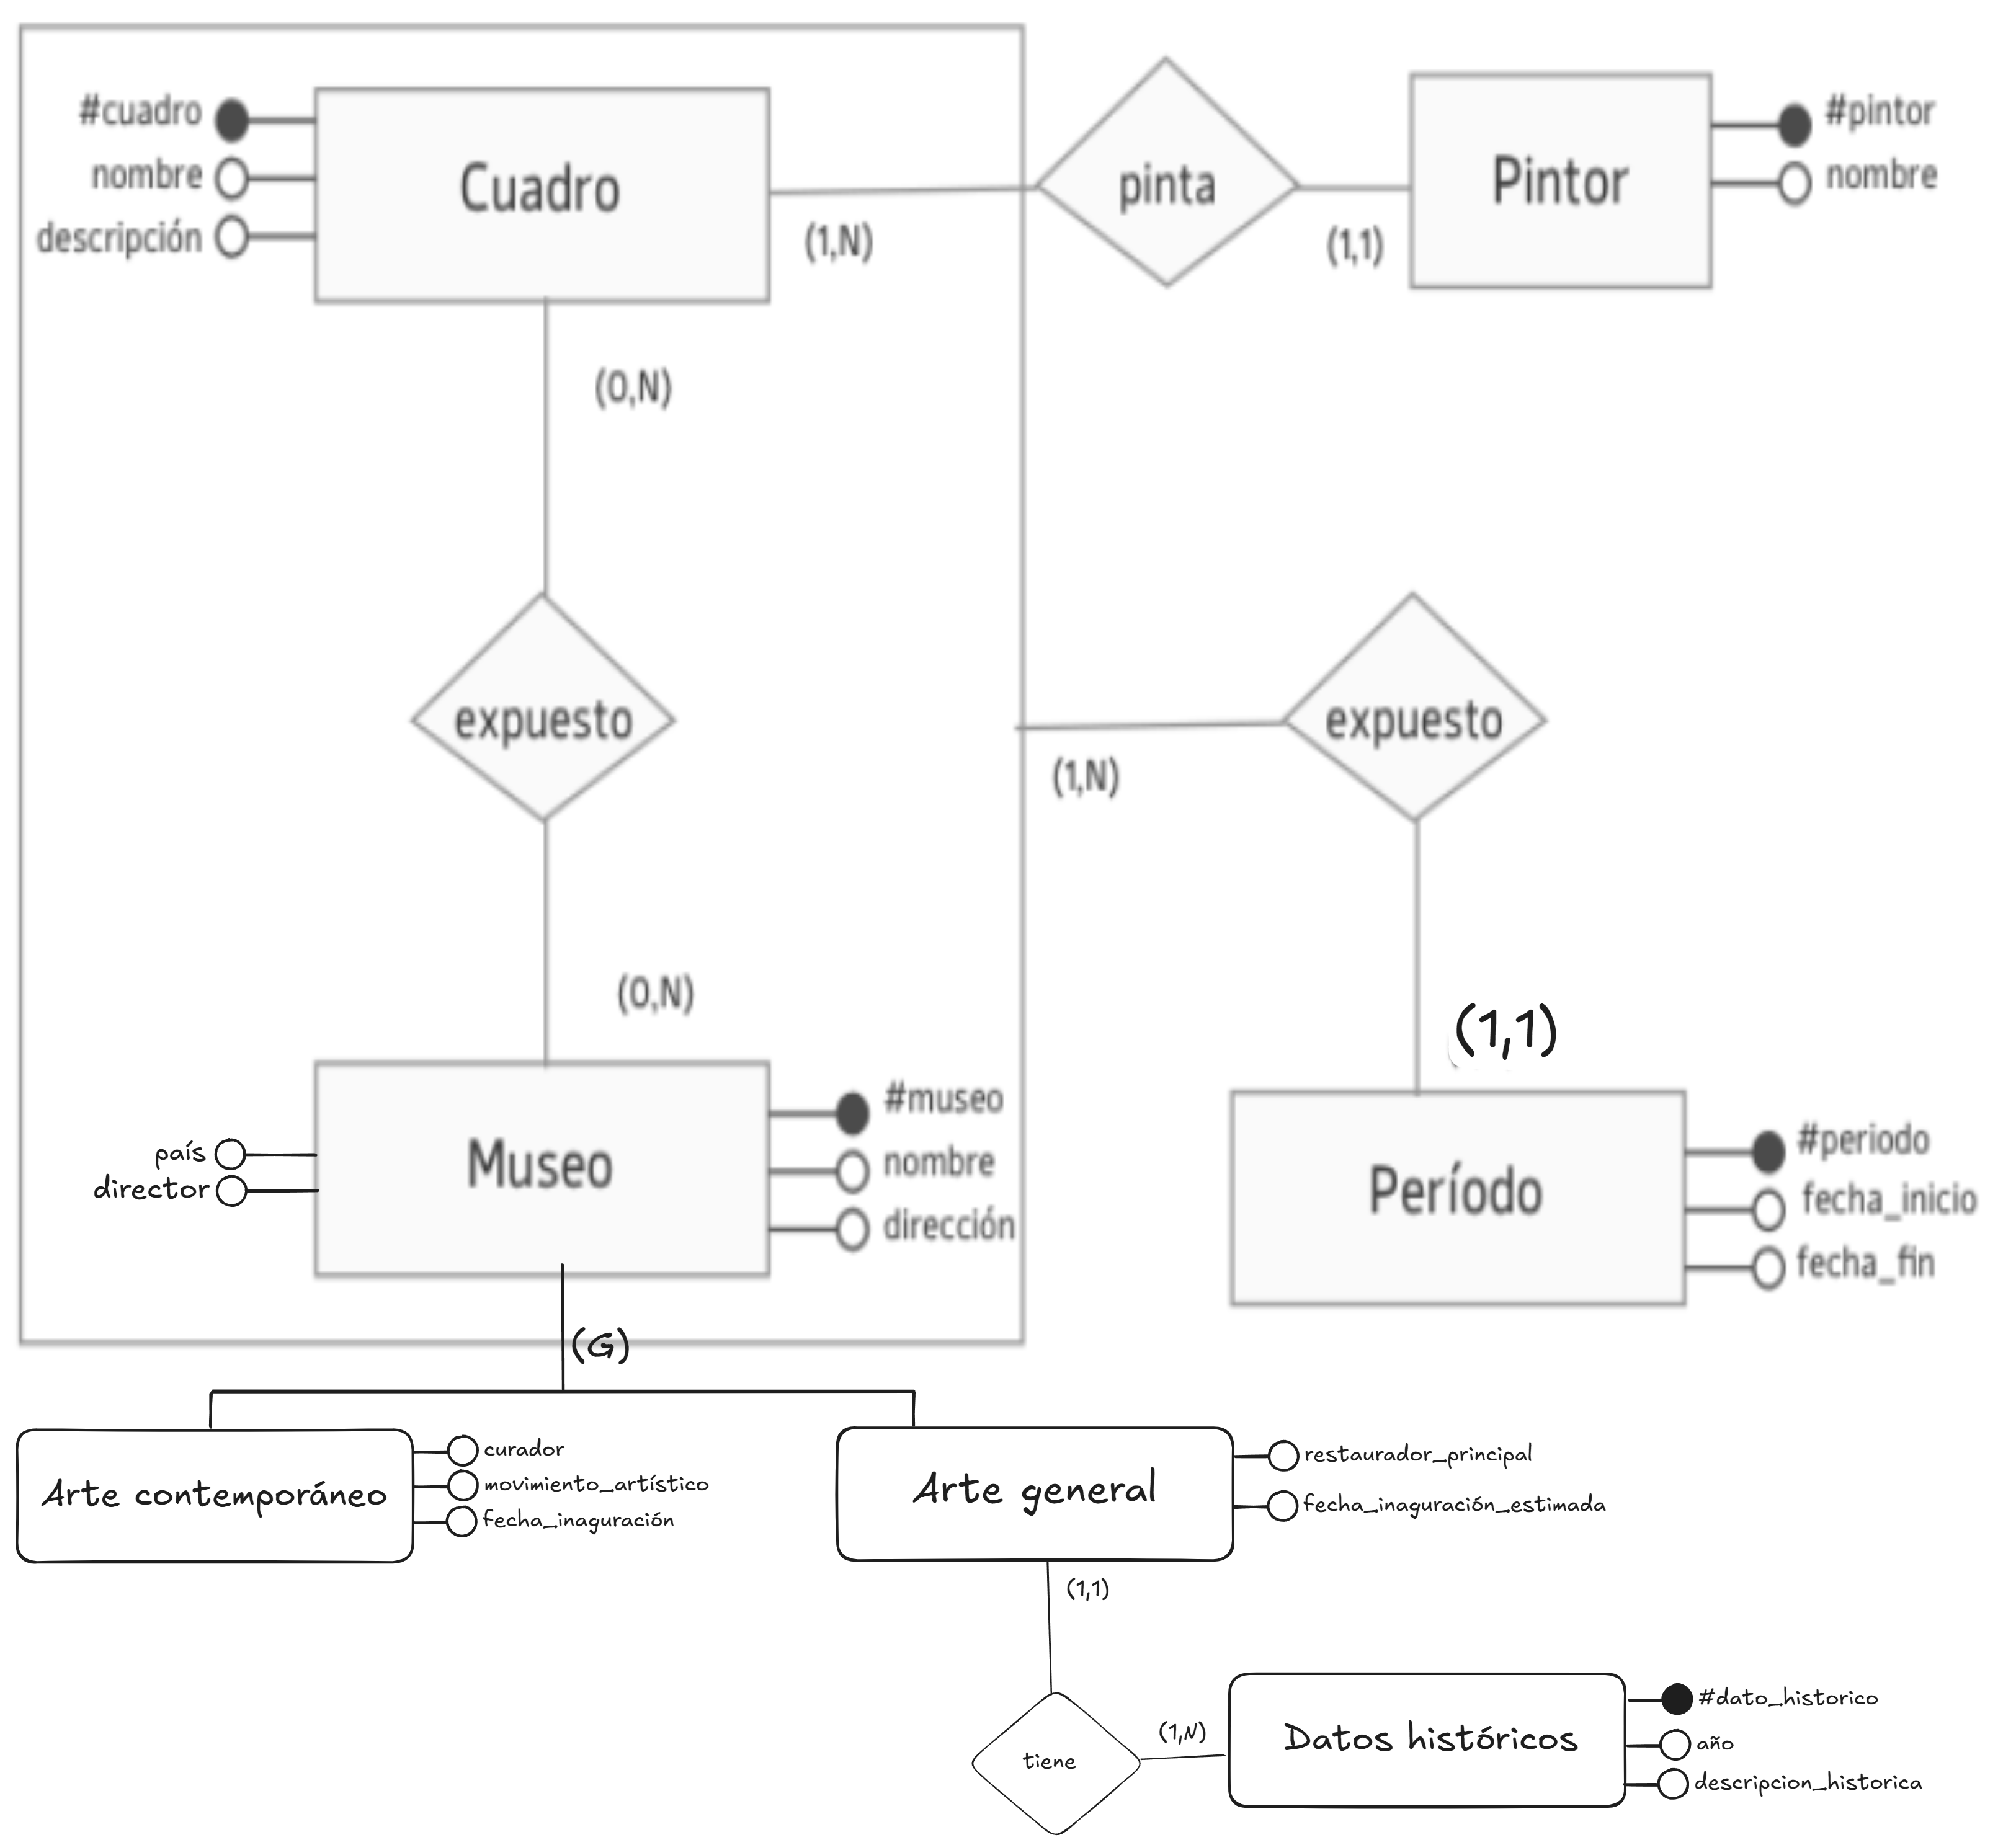 #cuadro
nombre
descripción
Cuadro
(1,N)
pinta
(1,1)
Pintor
#pintor
nombre
(0,N)
expuesto
(1,N)
expuesto
(0,N)
(1,1)
país
director
Museo
#museo
nombre
dirección
Período
#periodo
fecha_inicio
fecha_fin
(G)
Arte contemporáneo
curador
movimiento_artístico
fecha_inaguración
Arte general
restaurador_principal
fecha_inaguración_estimada
(1,1)
tiene
(1,N)
Datos históricos
#dato_historico
año
descripcion_historica